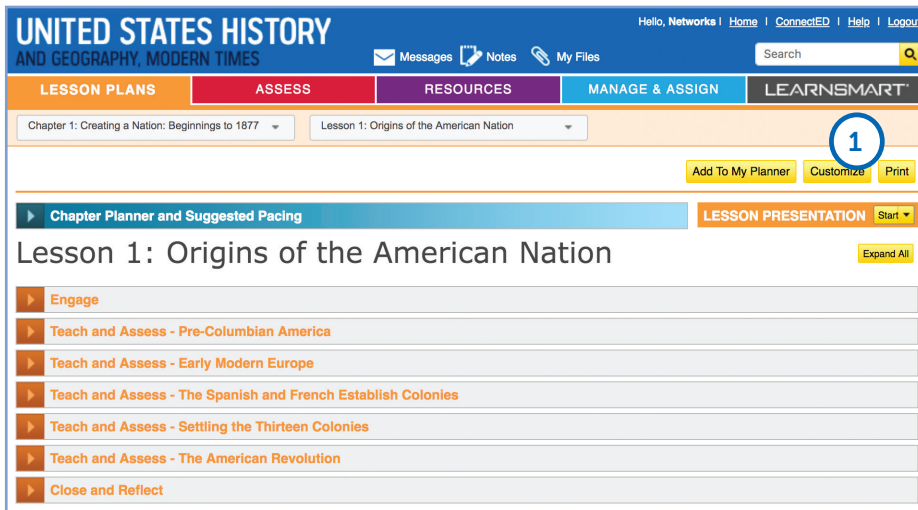 UNITED STATES HISTORY
AND GEOGRAPHY, MODERN TIMES
Hello, Networks | Home | ConnectED | Help | Logout
Messages Notes My Files
Search
LESSON PLANS ASSESS RESOURCES MANAGE & ASSIGN LEARNSMART
Chapter 1: Creating a Nation: Beginnings to 1877 Lesson 1: Origins of the American Nation
1
Add To My Planner Customize Print
Chapter Planner and Suggested Pacing LESSON PRESENTATION Start
Lesson 1: Origins of the American Nation Expand All
Engage
Teach and Assess - Pre-Columbian America
Teach and Assess - Early Modern Europe
Teach and Assess - The Spanish and French Establish Colonies
Teach and Assess - Settling the Thirteen Colonies
Teach and Assess - The American Revolution
Close and Reflect